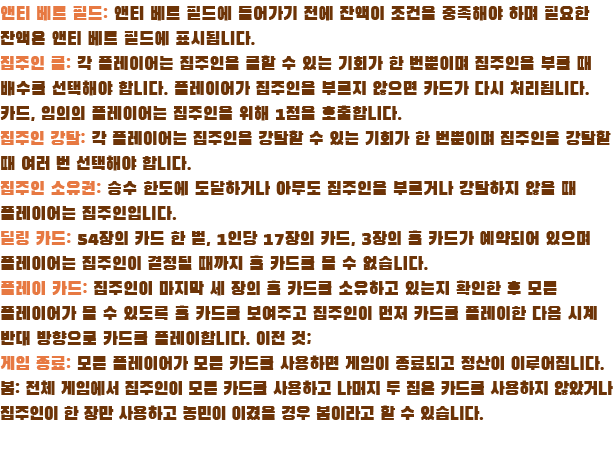 앤티 베트 필드: 앤티 베트 필드에 들어가기 전에 잔액이 조건을 충족해야 하며 필요한
잔액은 앤티 베트 필드에 표시됩니다.
집주인 콜: 각 플레이어는 집주인을 콜할 수 있는 기회가 한 번뿐이며 집주인을 부를 때
배수를 선택해야 합니다. 플레이어가 집주인을 부르지 않으면 카드가 다시 처리됩니다.
카드, 임의의 플레이어는 집주인을 위해 1점을 호출합니다.
집주인 강탈: 각 플레이어는 집주인을 강탈할 수 있는 기회가 한 번뿐이며 집주인을 강탈할
때 여러 번 선택해야 합니다.
집주인 소유권: 승수 한도에 도달하거나 아무도 집주인을 부르거나 강탈하지 않을 때
플레이어는 집주인입니다.
딜링 카드: 54장의 카드 한 벌, 1인당 17장의 카드, 3장의 홀 카드가 예약되어 있으며
플레이어는 집주인이 결정될 때까지 홀 카드를 볼 수 없습니다.
플레이 카드: 집주인이 마지막 세 장의 홀 카드를 소유하고 있는지 확인한 후 모든
플레이어가 볼 수 있도록 홀 카드를 보여주고 집주인이 먼저 카드를 플레이한 다음 시계
반대 방향으로 카드를 플레이합니다. 이전 것;
게임 종료: 모든 플레이어가 모든 카드를 사용하면 게임이 종료되고 정산이 이루어집니다.
봄: 전체 게임에서 집주인이 모든 카드를 사용하고 나머지 두 집은 카드를 사용하지 않았거나
집주인이 한 장만 사용하고 농민이 이겼을 경우 봄이라고 할 수 있습니다.